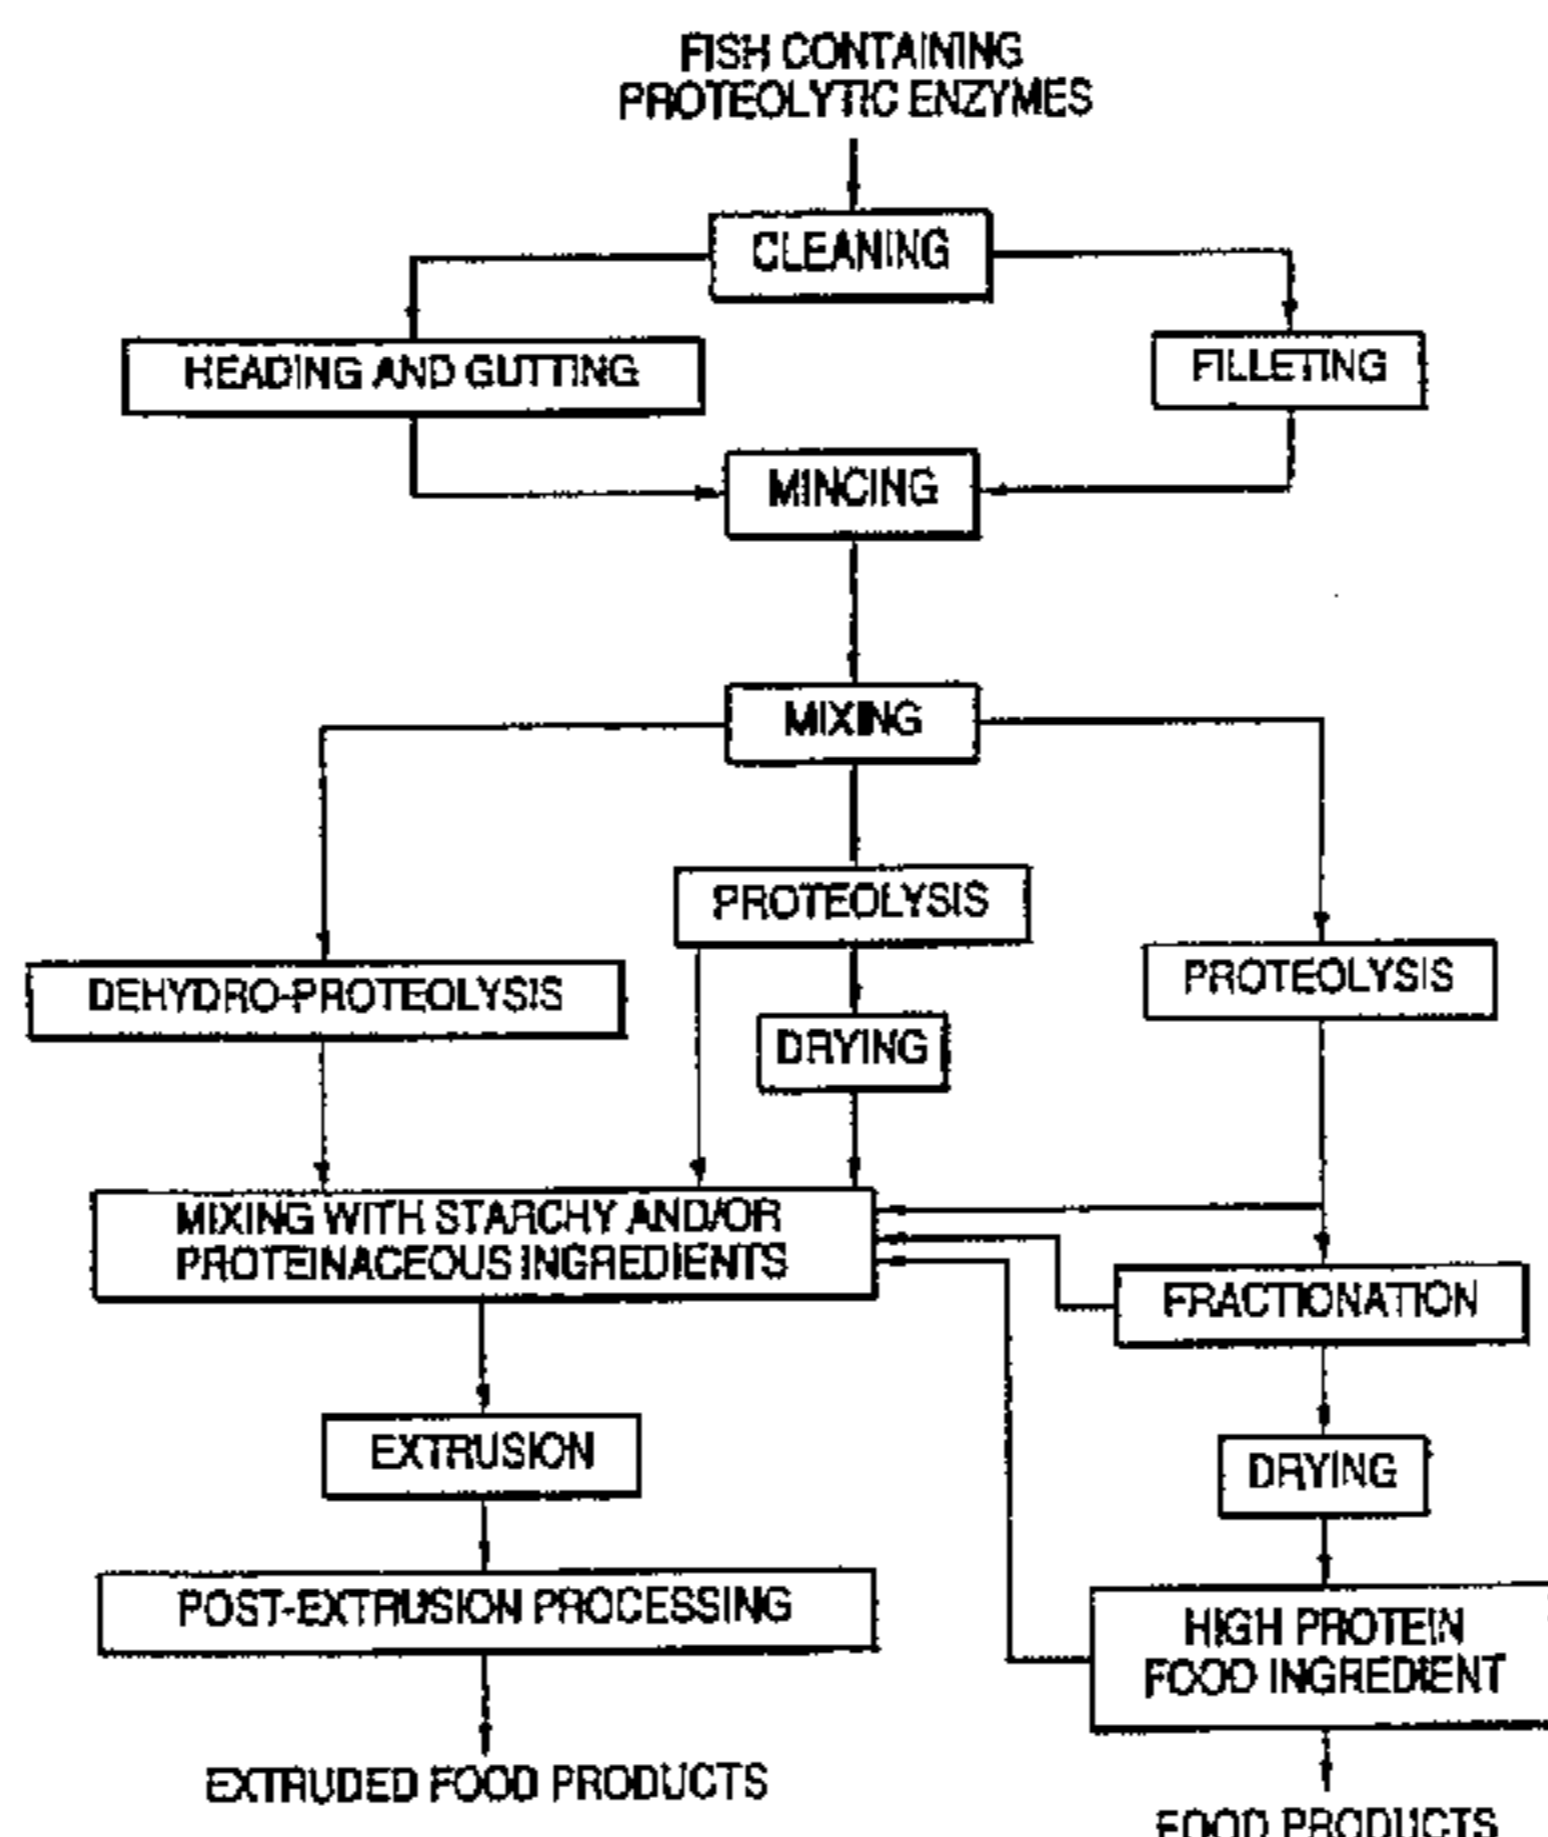 FISH CONTAINING
PROTEOLYTIC ENZYMES
CLEANING
HEADING AND GUTTING
FILLETING
MINCING
MIXING
PROTEOLYSIS
DEHYDRO-PROTEOLYSIS
PROTEOLYSIS
DRYING
MIXING WITH STARCHY AND/OR
PROTEINACEOUS INGREDIENTS
FRACTIONATION
EXTRUSION
DRYING
POST-EXTRUSION PROCESSING
HIGH PROTEIN
FOOD INGREDIENT
EXTRUDED FOOD PRODUCTS
FOOD PRODUCTS